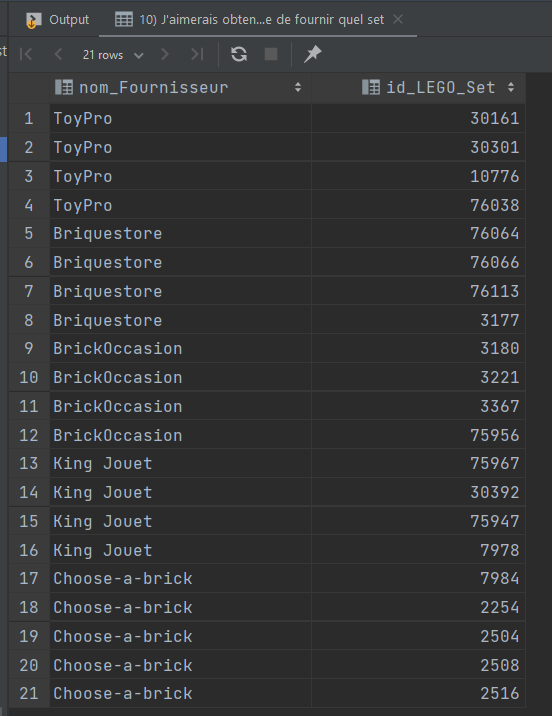 Output 10) J'aimerais obten...e de fournir quel set
21 rows
nom_Fournisseur id_LEGO_Set
1 ToyPro 30161
2 ToyPro 30301
3 ToyPro 10776
4 ToyPro 76038
5 Briquestore 76064
6 Briquestore 76066
7 Briquestore 76113
8 Briquestore 3177
9 BrickOccasion 3180
10 BrickOccasion 3221
11 BrickOccasion 3367
12 BrickOccasion 75956
13 King Jouet 75967
14 King Jouet 30392
15 King Jouet 75947
16 King Jouet 7978
17 Choose-a-brick 7984
18 Choose-a-brick 2254
19 Choose-a-brick 2504
20 Choose-a-brick 2508
21 Choose-a-brick 2516